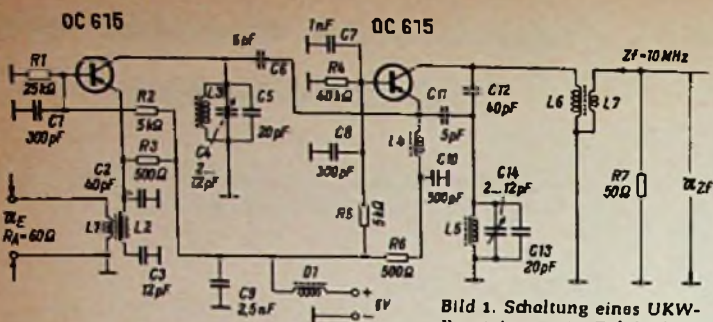 OC 615
OC 615
R1
25kΩ
C1
300pF
R2
5kΩ
R3
500Ω
C2
40pF
L1
L2
C3
12pF
RA=60Ω
C6
L3
C4
2...
12pF
C5
20pF
1nF
C7
R4
40kΩ
C8
300pF
R5
5kΩ
R6
500Ω
C9
2,5nF
D1
+
6V
−
C11
5pF
C12
40pF
L4
C10
500pF
L5
C14
2...12pF
C13
20pF
L6
L7
Zf=10MHz
R7
50Ω
Bild 1. Schaltung eines UKW-